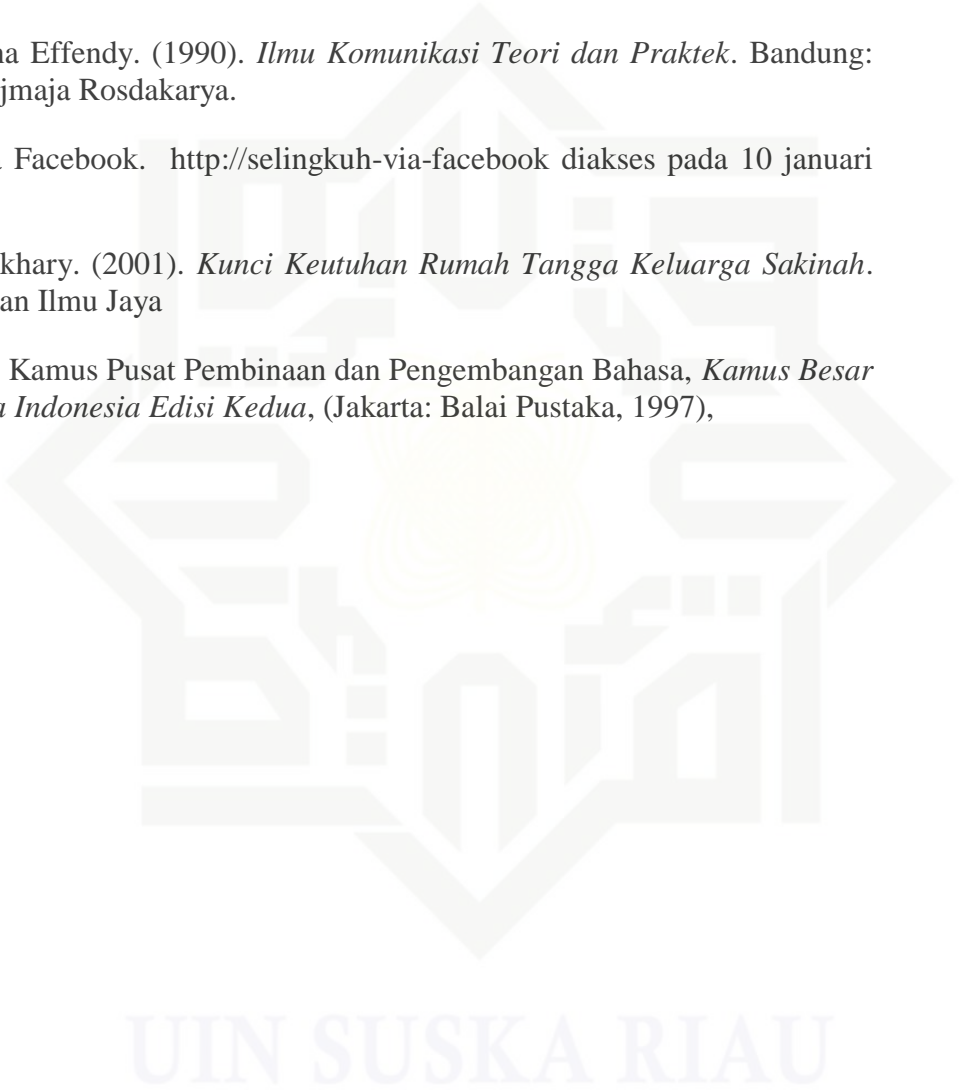 na Effendy. (1990). Ilmu Komunikasi Teori dan Praktek. Bandung:
jmaja Rosdakarya.
Facebook. http://selingkuh-via-facebook diakses pada 10 januari
khary. (2001). Kunci Keutuhan Rumah Tangga Keluarga Sakinah.
an Ilmu Jaya
Kamus Pusat Pembinaan dan Pengembangan Bahasa, Kamus Besar
Indonesia Edisi Kedua, (Jakarta: Balai Pustaka, 1997),
UIN SUSKA RIAU